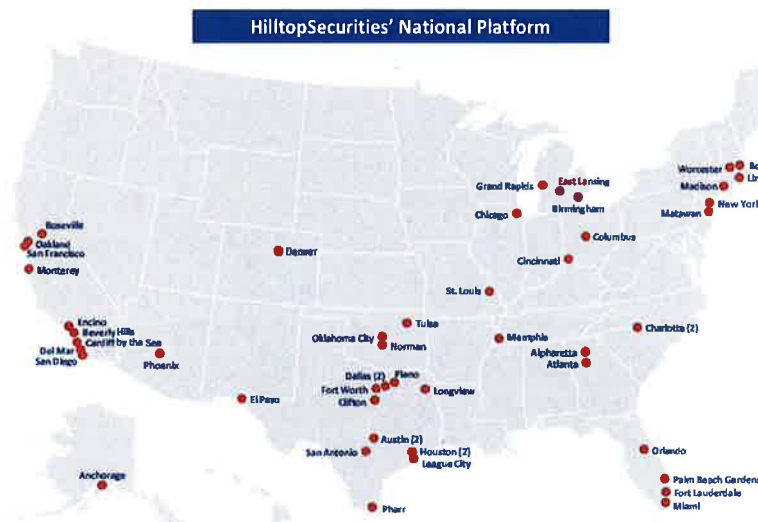 HilltopSecurities' National Platform
Worcester
Bo
Lin
Madison
New York
Matawan
Grand Rapids
East Lansing
Birmingham
Chicago
Columbus
Cincinnati
St. Louis
Roseville
Oakland
San Francisco
Monterey
Denver
Encino
Beverly Hills
Cardiff by the Sea
Del Mar
San Diego
Phoenix
Tulsa
Oklahoma City
Norman
Memphis
Charlotte (2)
Alpharetta
Atlanta
Dallas (2)
Plano
Fort Worth
Clifton
Longview
El Paso
Austin (2)
San Antonio
Houston (2)
League City
Orlando
Anchorage
Pharr
Palm Beach Gardens
Fort Lauderdale
Miami